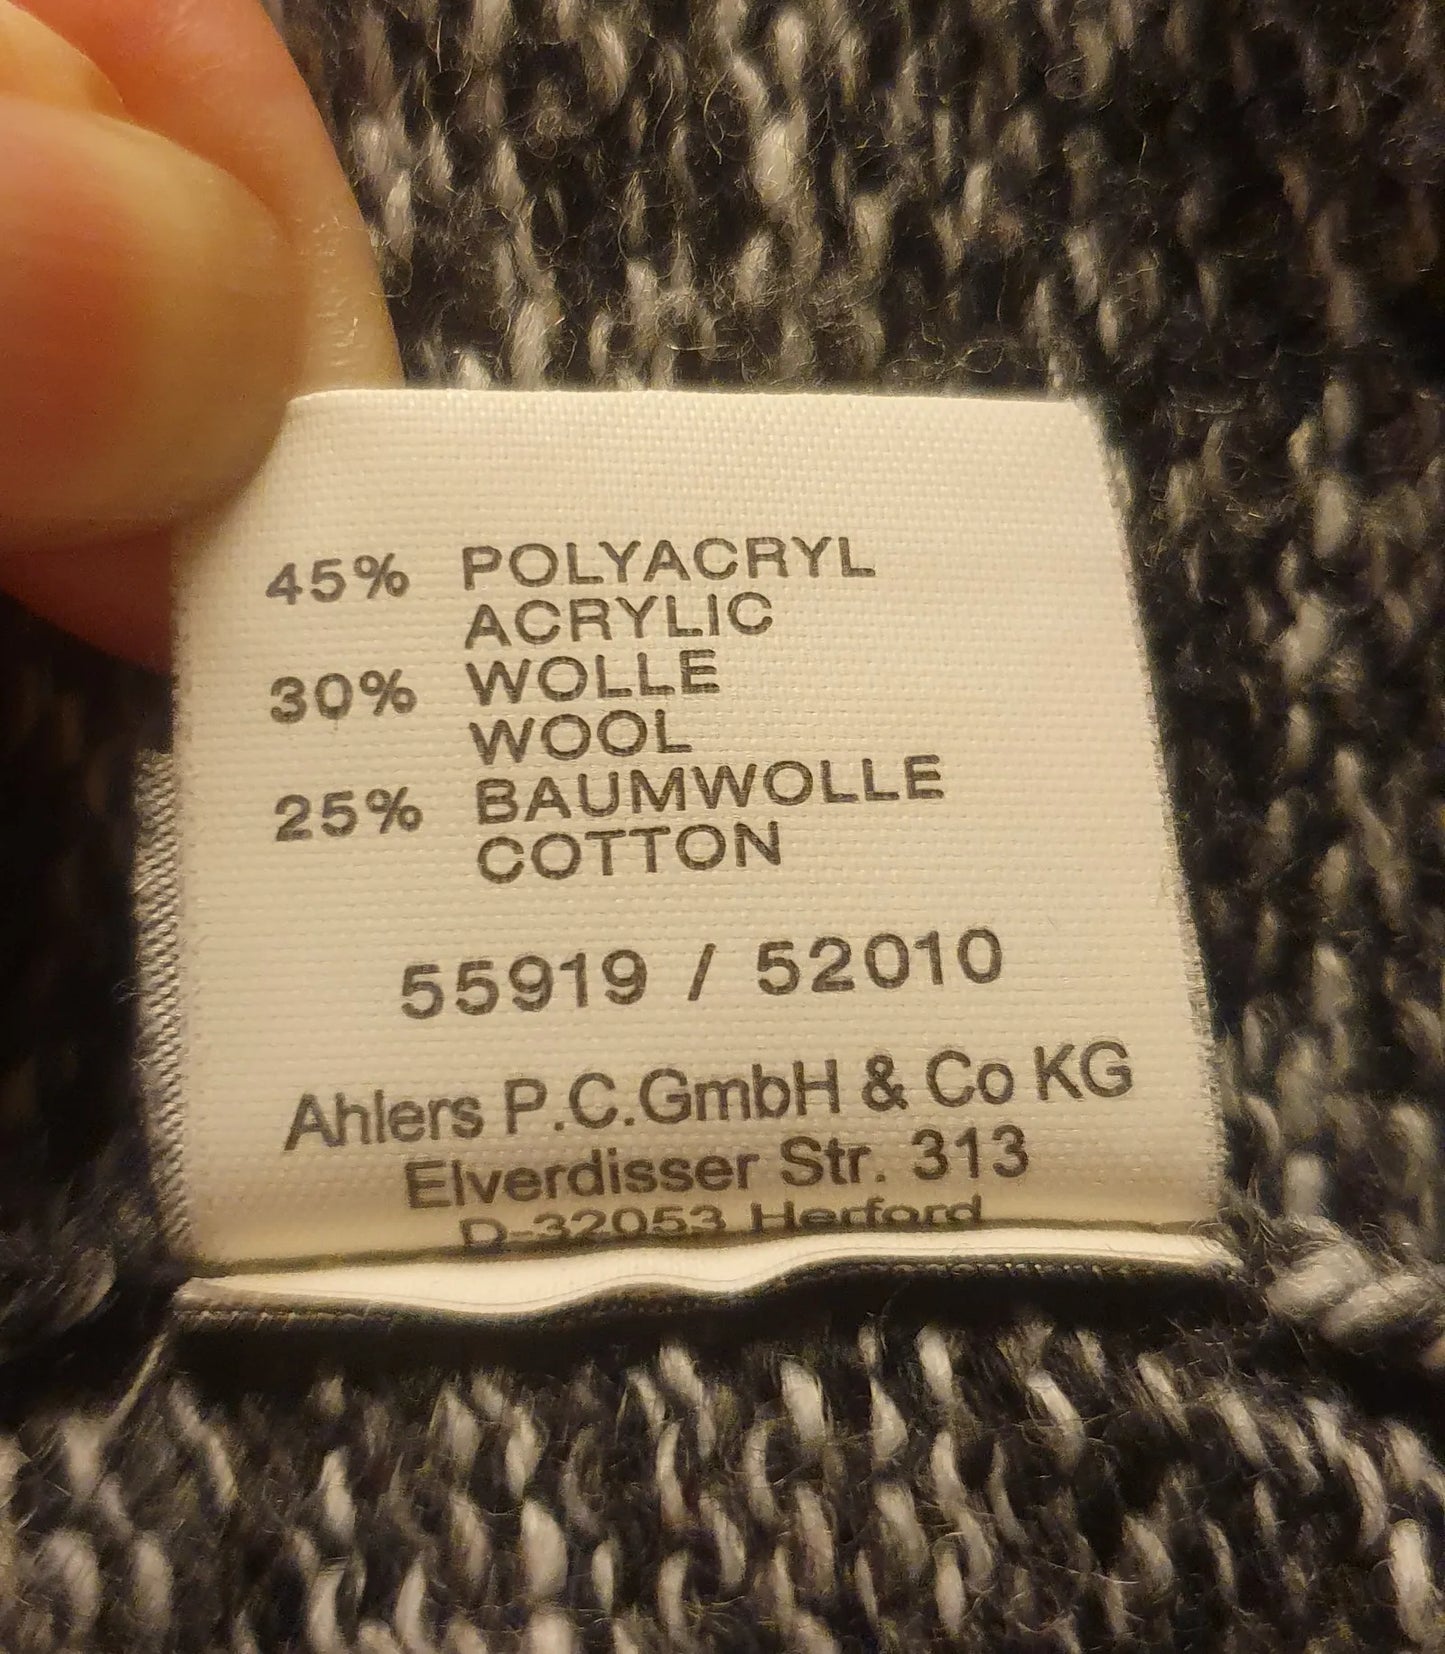 45% POLYACRYL
ACRYLIC
30% WOLLE
WOOL
25% BAUMWOLLE
COTTON
55919 / 52010
Ahlers P.C.GmbH & Co KG
Elverdisser Str. 313
D-32053 Herford